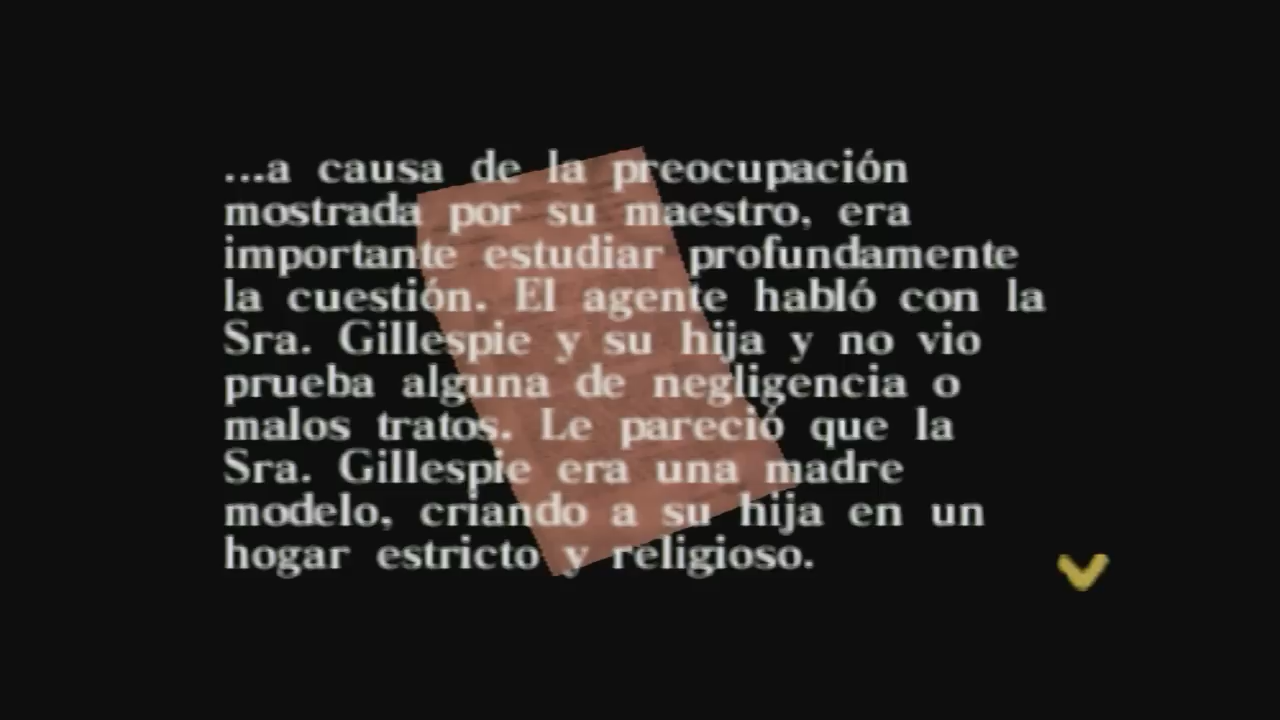 ...a causa de la preocupación
mostrada por su maestro, era
importante estudiar profundamente
la cuestión. El agente habló con la
Sra. Gillespie y su hija y no vio
prueba alguna de negligencia o
malos tratos. Le pareció que la
Sra. Gillespie era una madre
modelo, criando a su hija en un
hogar estricto y religioso.